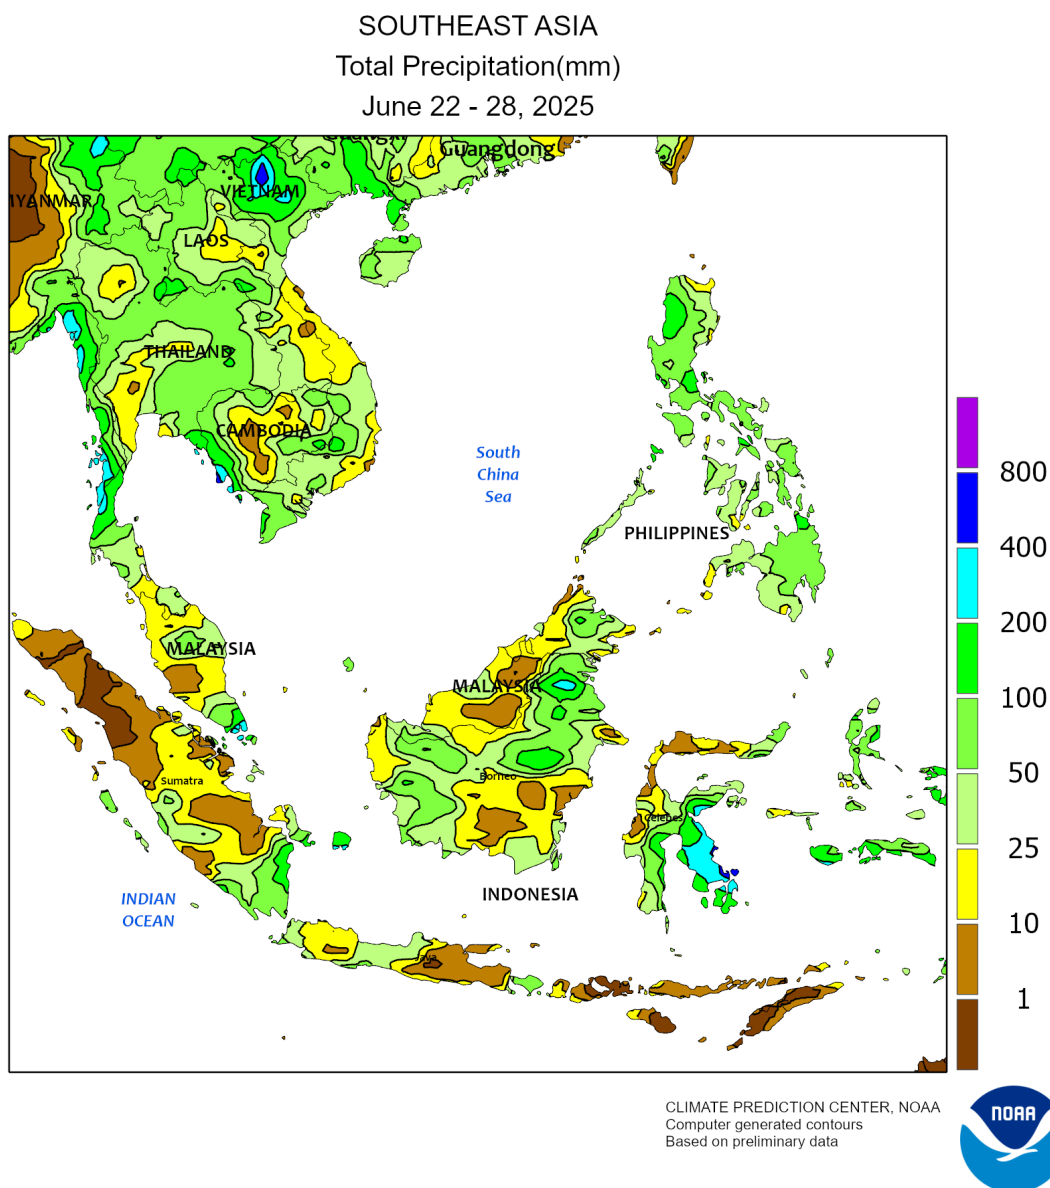 SOUTHEAST ASIA
Total Precipitation(mm)
June 22 - 28, 2025
Guangdong
VIETNAM
LAOS
THAILAND
CAMBODIA
South
China
Sea
PHILIPPINES
MALAYSIA
MALAYSIA
Sumatra
Borneo
Celebes
INDONESIA
INDIAN
OCEAN
Java
800
400
200
100
50
25
10
1
CLIMATE PREDICTION CENTER, NOAA
Computer generated contours
Based on preliminary data
NOAA